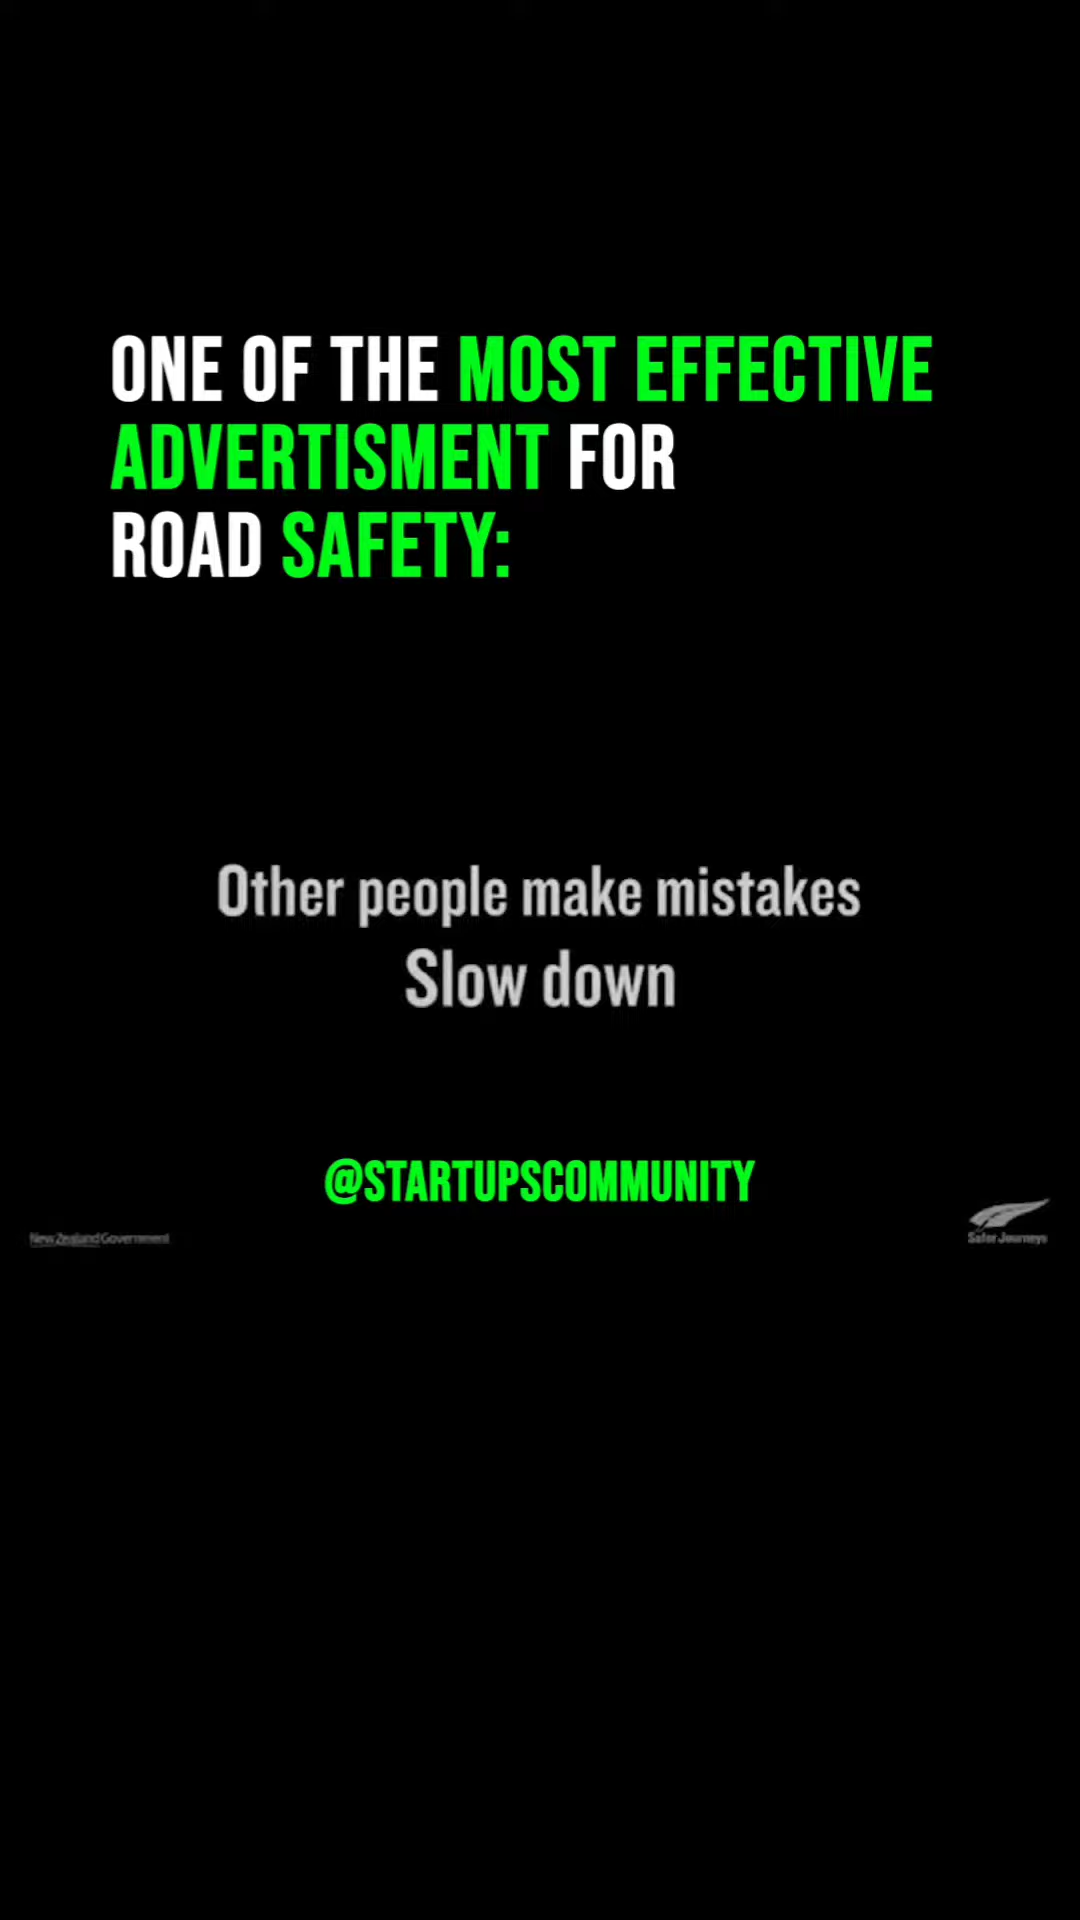 ONE OF THE MOST EFFECTIVE
ADVERTISMENT FOR
ROAD SAFETY:
Other people make mistakes
Slow down
@STARTUPSCOMMUNITY
New Zealand Government
Safer Journeys